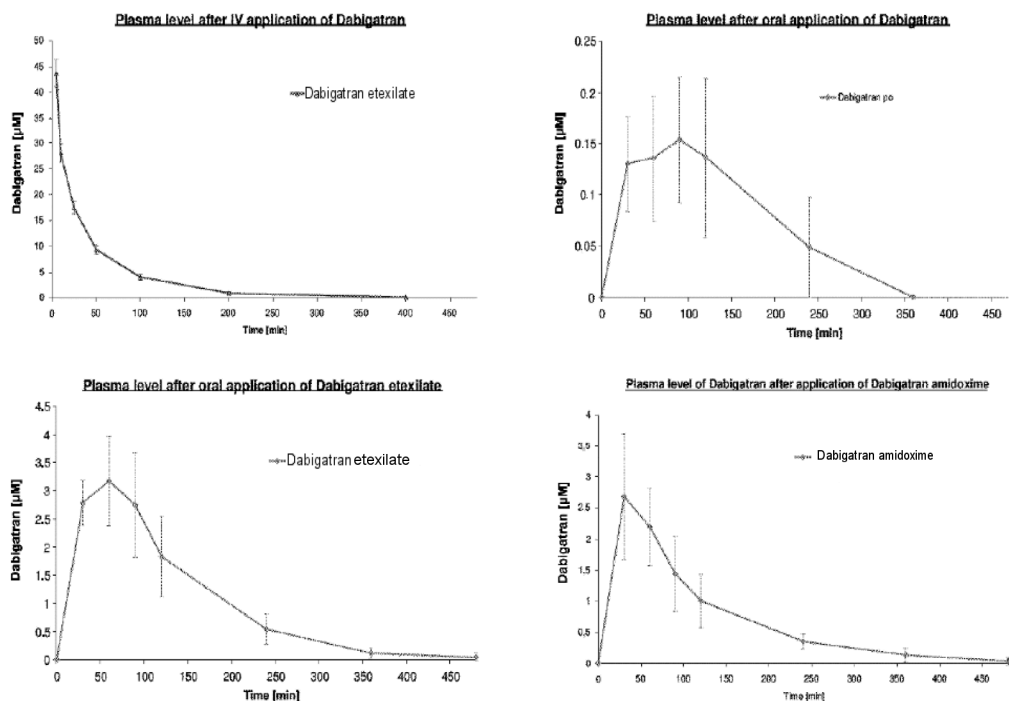 Plasma level after IV application of Dabigatran
Dabigatran [µM]
50
45
40
35
30
25
20
15
10
5
0
Dabigatran etexilate
0 50 100 150 200 250 300 350 400 450
Time [min]
Plasma level after oral application of Dabigatran
Dabigatran [µM]
0.25
0.2
0.15
0.1
0.05
0
Dabigatran po
0 50 100 150 200 250 300 350 400 450
Time [min]
Plasma level after oral application of Dabigatran etexilate
Dabigatran [µM]
4.5
4
3.5
3
2.5
2
1.5
1
0.5
0
Dabigatran etexilate
0 50 100 150 200 250 300 350 400 450
Time [min]
Plasma level of Dabigatran after application of Dabigatran amidoxime
Dabigatran [µM]
4
3,5
3
2.5
2
1.5
1
0.5
0
Dabigatran amidoxime
0 50 100 150 200 250 300 350 400 450
Time [min]